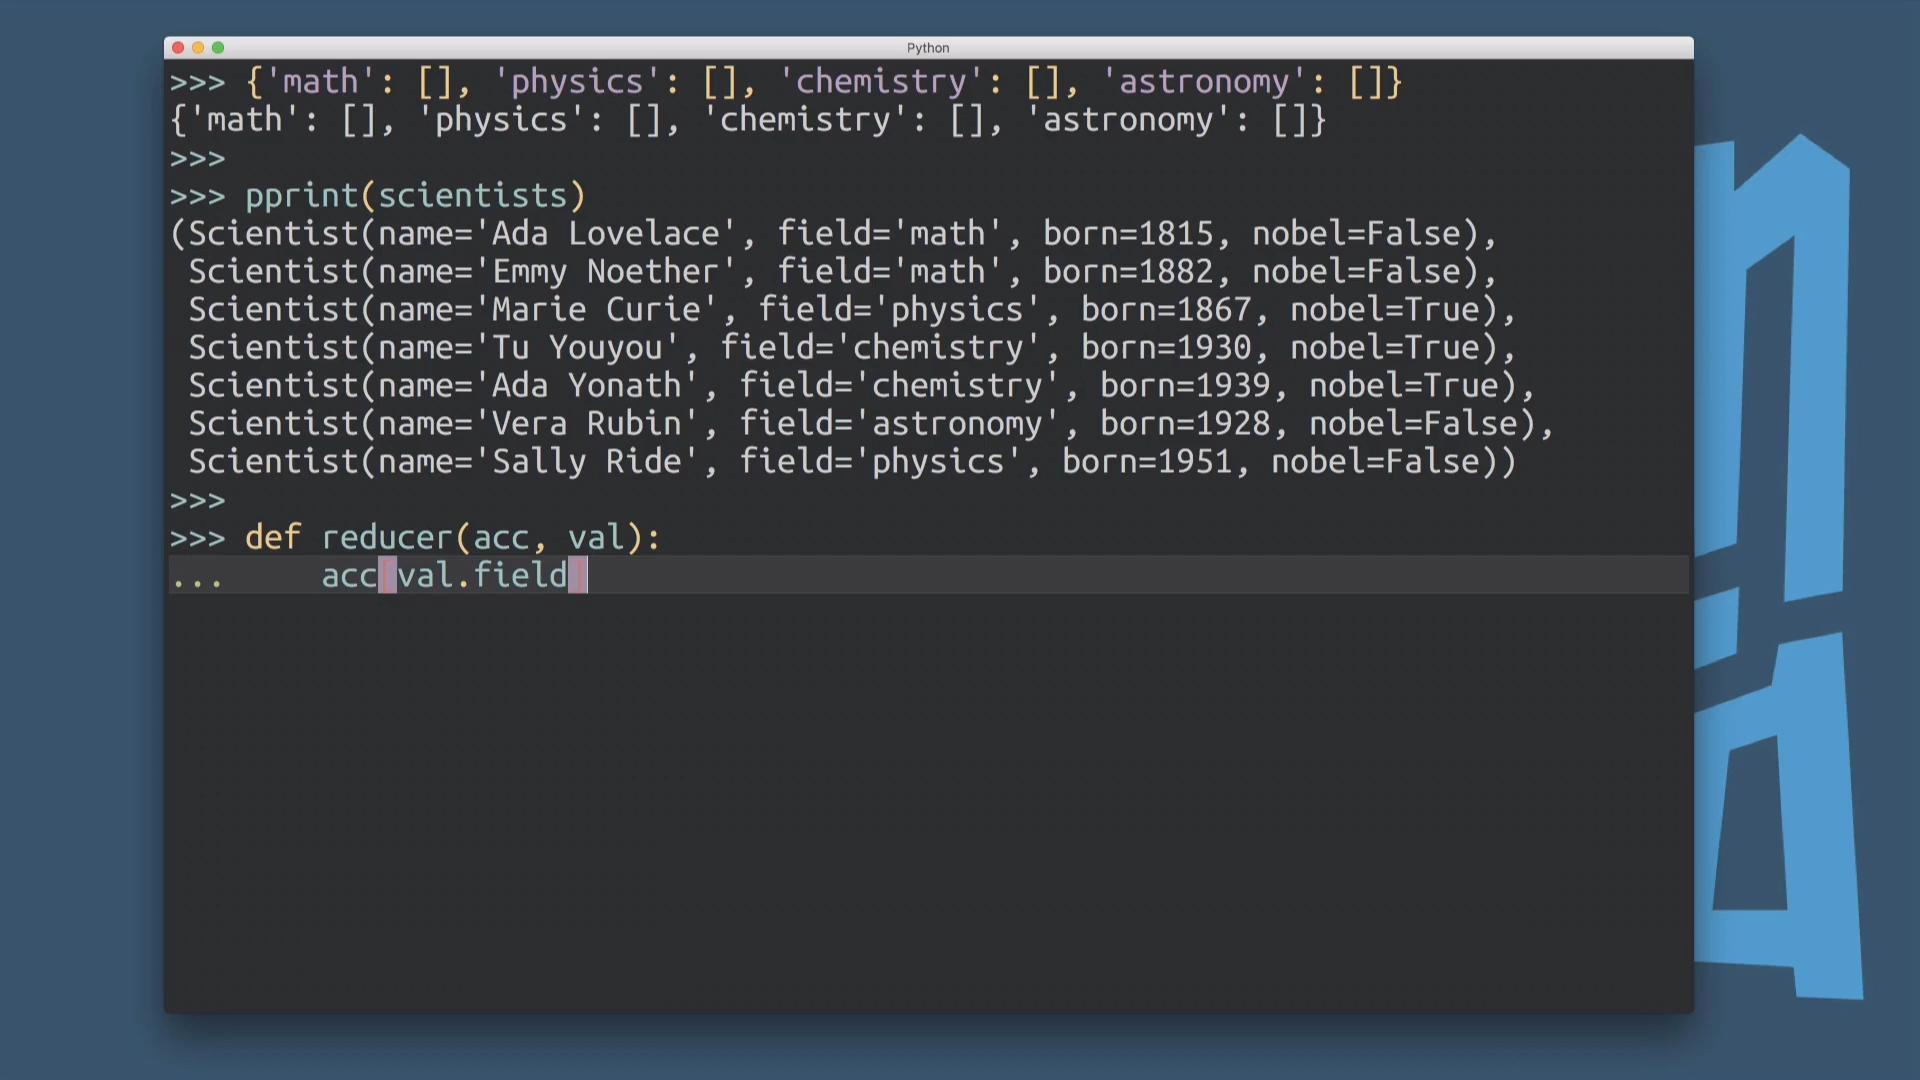 Python
>>> {'math': [], 'physics': [], 'chemistry': [], 'astronomy': []}
{'math': [], 'physics': [], 'chemistry': [], 'astronomy': []}
>>>
>>> pprint(scientists)
(Scientist(name='Ada Lovelace', field='math', born=1815, nobel=False),
 Scientist(name='Emmy Noether', field='math', born=1882, nobel=False),
 Scientist(name='Marie Curie', field='physics', born=1867, nobel=True),
 Scientist(name='Tu Youyou', field='chemistry', born=1930, nobel=True),
 Scientist(name='Ada Yonath', field='chemistry', born=1939, nobel=True),
 Scientist(name='Vera Rubin', field='astronomy', born=1928, nobel=False),
 Scientist(name='Sally Ride', field='physics', born=1951, nobel=False))
>>>
>>> def reducer(acc, val):
...     acc[val.field]